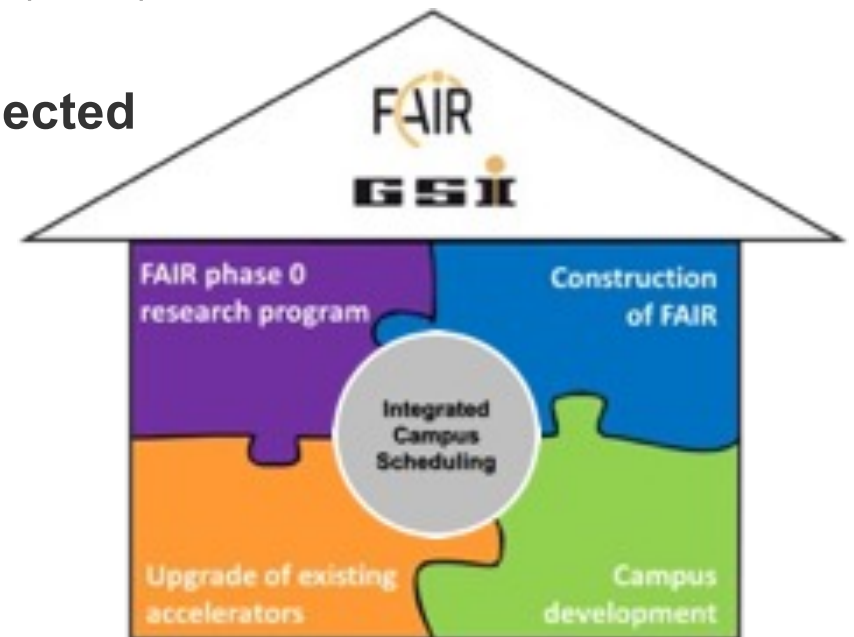 ected
FAIR
GSI
FAIR phase 0
research program
Construction
of FAIR
Integrated
Campus
Scheduling
Upgrade of existing
accelerators
Campus
development